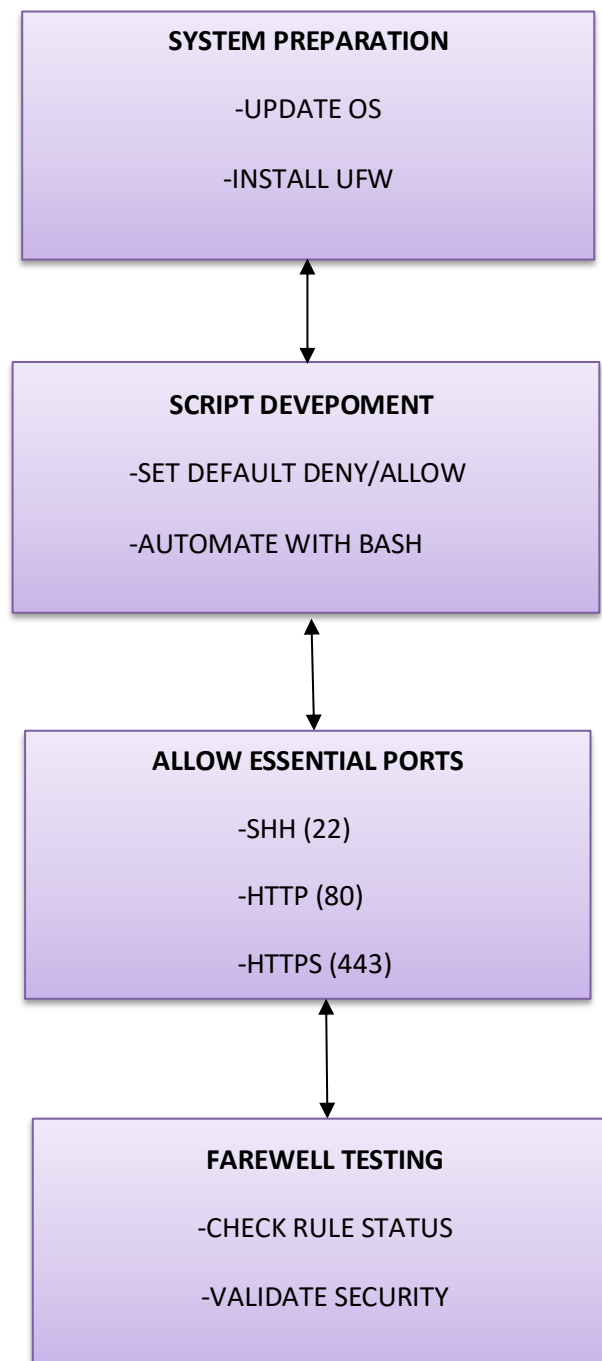 SYSTEM PREPARATION
-UPDATE OS
-INSTALL UFW
SCRIPT DEVEPOMENT
-SET DEFAULT DENY/ALLOW
-AUTOMATE WITH BASH
ALLOW ESSENTIAL PORTS
-SHH (22)
-HTTP (80)
-HTTPS (443)
FAREWELL TESTING
-CHECK RULE STATUS
-VALIDATE SECURITY